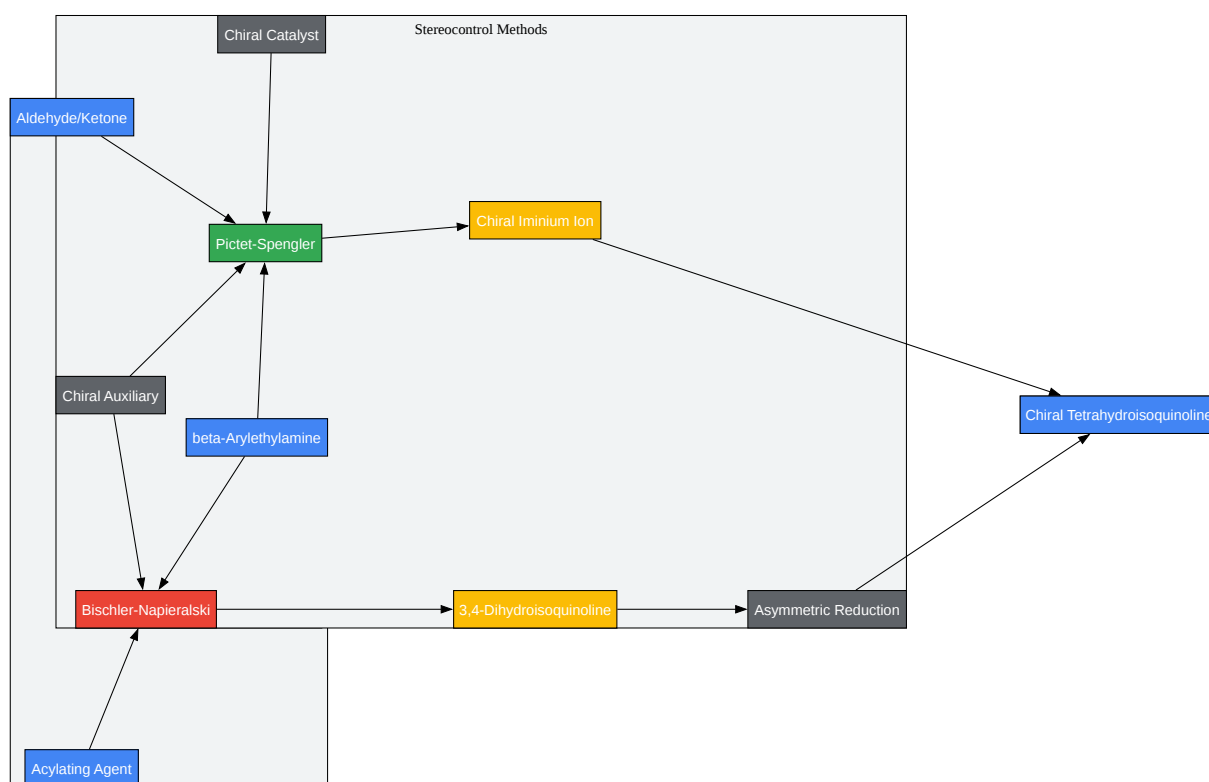 Stereocontrol Methods
Chiral Catalyst
Aldehyde/Ketone
Chiral Iminium Ion
Pictet-Spengler
Chiral Auxiliary
Chiral Tetrahydroisoquinoline
beta-Arylethylamine
Bischler-Napieralski
3,4-Dihydroisoquinoline
Asymmetric Reduction
Acylating Agent